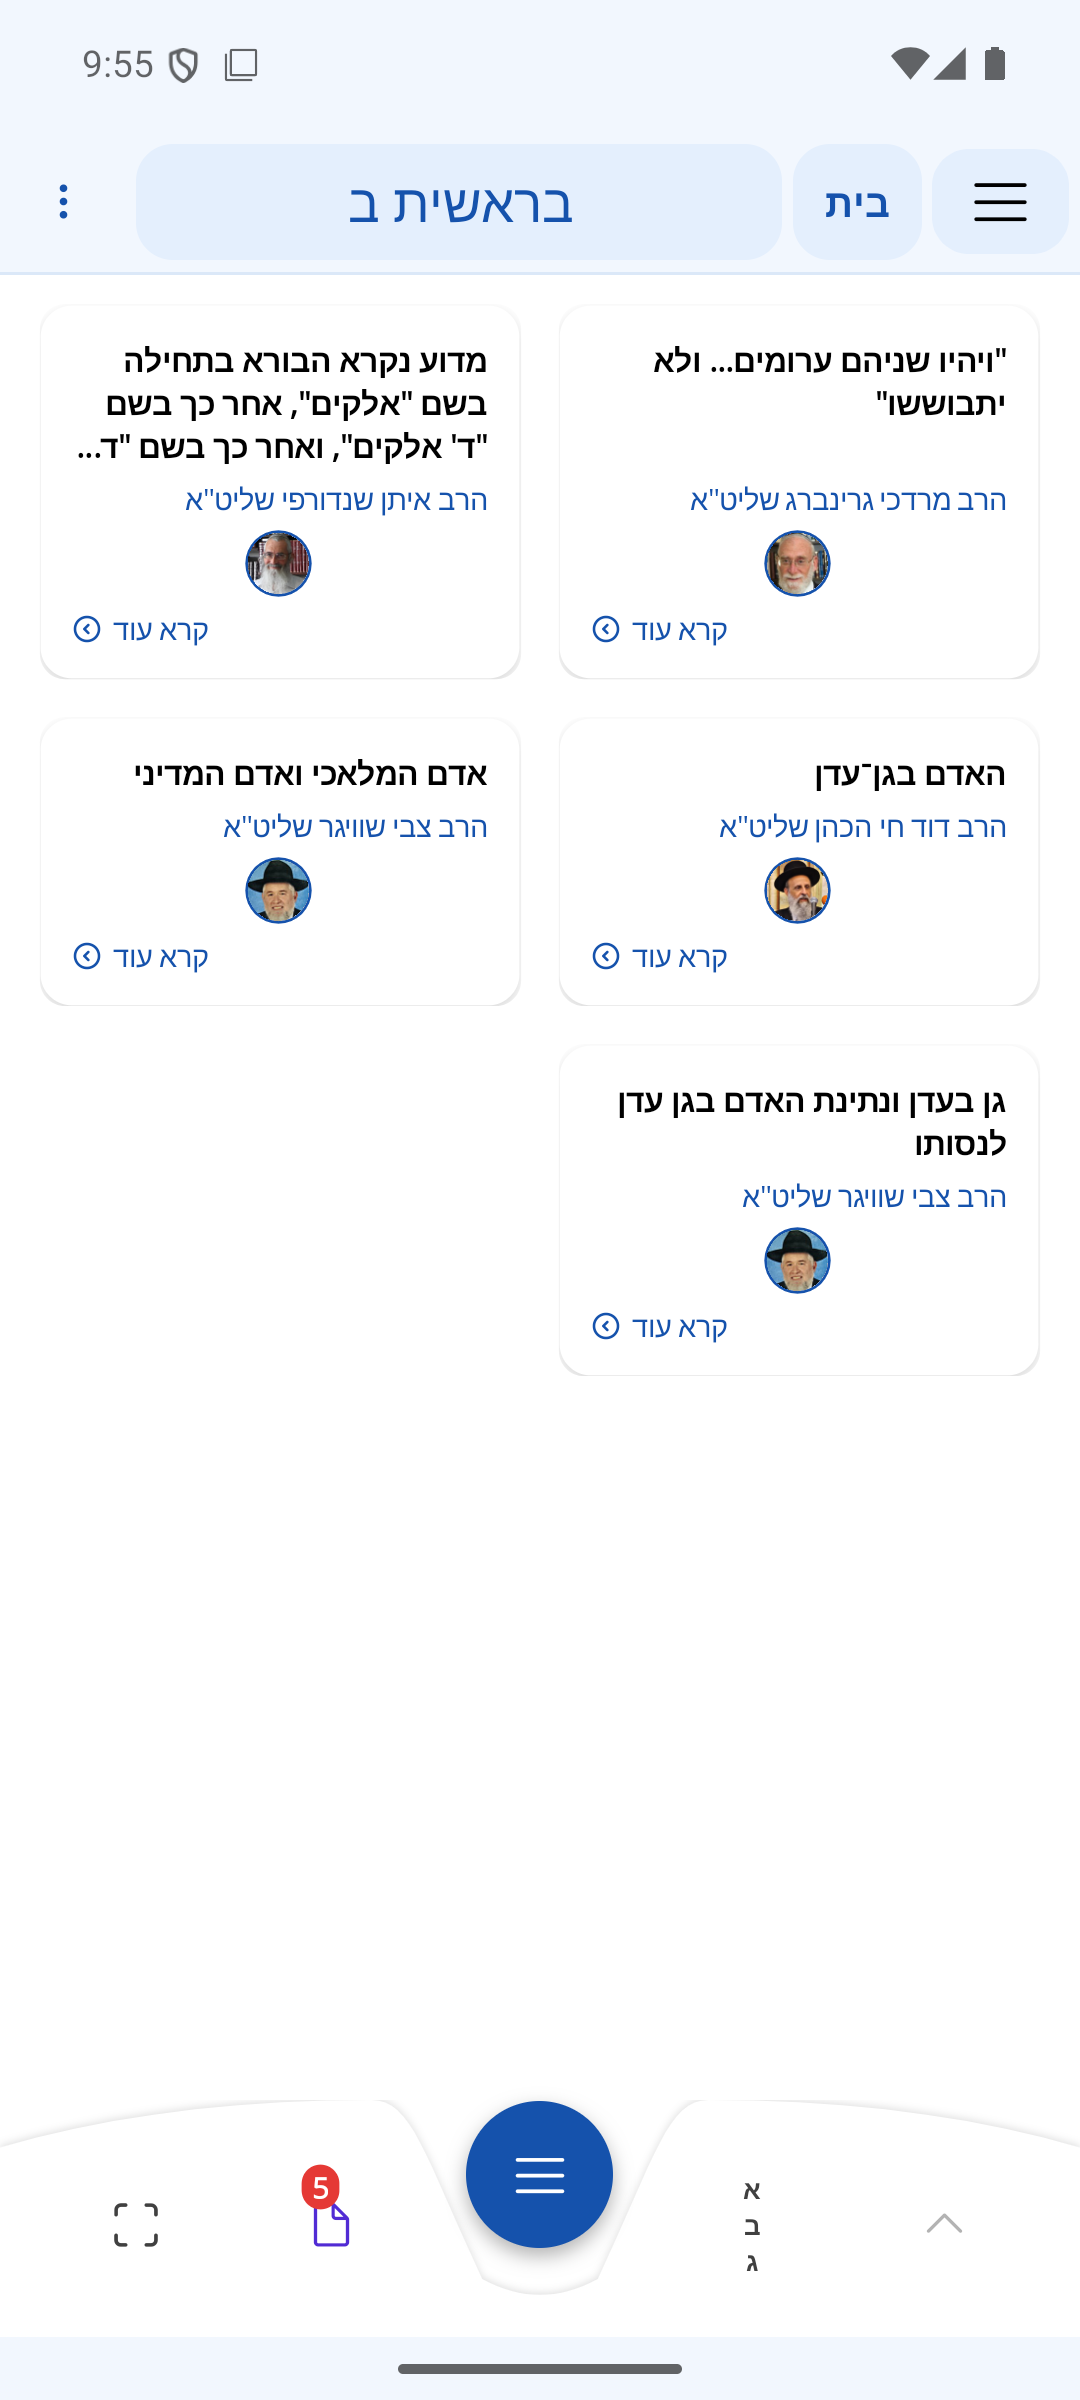 9:55
בית
בראשית ב
"ויהיו שניהם ערומים... ולא
יתבוששו"
הרב מרדכי גרינברג שליט''א
קרא עוד
מדוע נקרא הבורא בתחילה
בשם "אלקים", אחר כך בשם
"ד' אלקים", ואחר כך בשם "ד...
הרב איתן שנדורפי שליט''א
קרא עוד
האדם בגן־עדן
הרב דוד חי הכהן שליט''א
קרא עוד
אדם המלאכי ואדם המדיני
הרב צבי שוויגר שליט''א
קרא עוד
גן בעדן ונתינת האדם בגן עדן
לנסותו
הרב צבי שוויגר שליט''א
קרא עוד
א
ב
ג
5